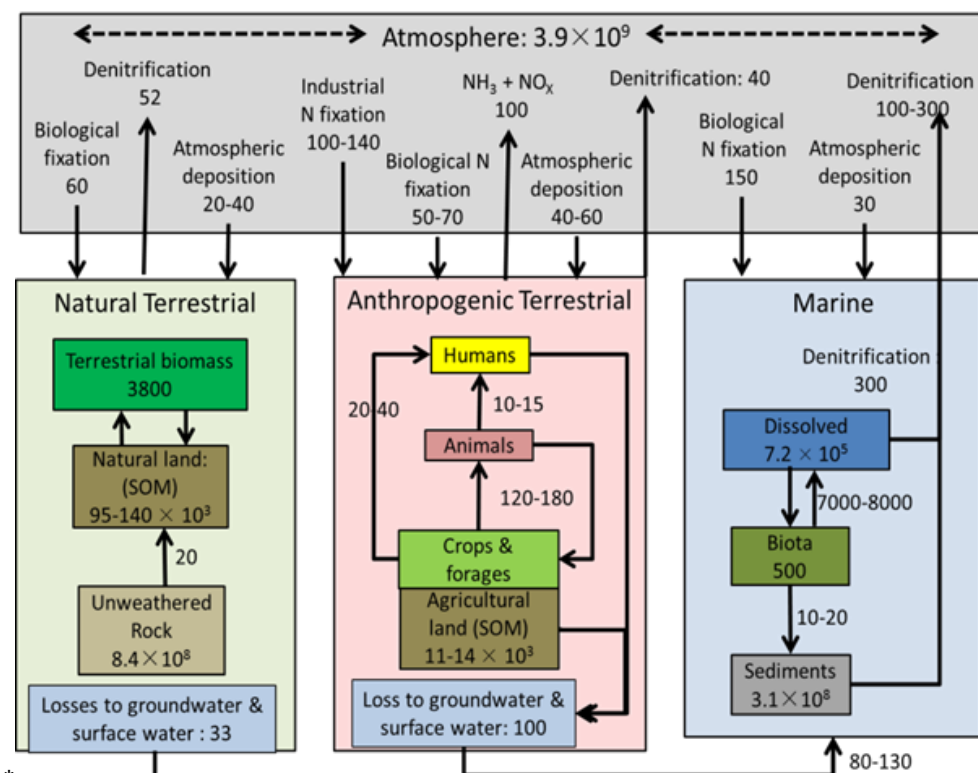 Atmosphere: 3.9×10⁹
Denitrification
52
Biological
fixation
60
Atmospheric
deposition
20-40
Industrial
N fixation
100-140
NH₃ + NOₓ
100
Biological N
fixation
50-70
Atmospheric
deposition
40-60
Denitrification: 40
Biological
N fixation
150
Denitrification
100-300
Atmospheric
deposition
30
Natural Terrestrial
Terrestrial biomass
3800
Natural land:
(SOM)
95-140 × 10³
20
Unweathered
Rock
8.4×10⁸
Losses to groundwater &
surface water : 33
Anthropogenic Terrestrial
Humans
20-40
10-15
Animals
120-180
Crops &
forages
Agricultural
land (SOM)
11-14 × 10³
Loss to groundwater &
surface water: 100
Marine
Denitrification :
300
Dissolved
7.2 × 10⁵
7000-8000
Biota
500
10-20
Sediments
3.1×10⁸
80-130
*